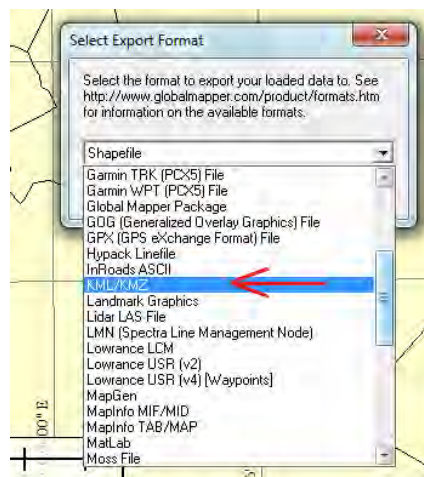 Select Export Format
Select the format to export your loaded data to. See
http://www.globalmapper.com/product/formats.htm
for information on the available formats.
Shapefile
Garmin TRK (PCX5) File
Garmin WPT (PCX5) File
Global Mapper Package
GOG (Generalized Overlay Graphics) File
GPX (GPS eXchange Format) File
Hypack Linefile
InRoads ASCII
KML/KMZ
Landmark Graphics
Lidar LAS File
LMN (Spectra Line Management Node)
Lowrance LCM
Lowrance USR (v2)
Lowrance USR (v4) [Waypoints]
MapGen
MapInfo MIF/MID
MapInfo TAB/MAP
MatLab
Moss File
00" E